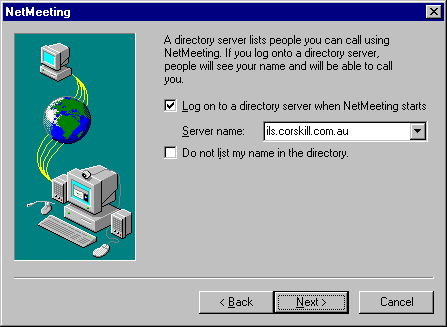 NetMeeting
A directory server lists people you can call using
NetMeeting. If you log onto a directory server,
people will see your name and will be able to call
you.
Log on to a directory server when NetMeeting starts
Server name: ils.corskill.com.au
Do not list my name in the directory.
< Back Next > Cancel